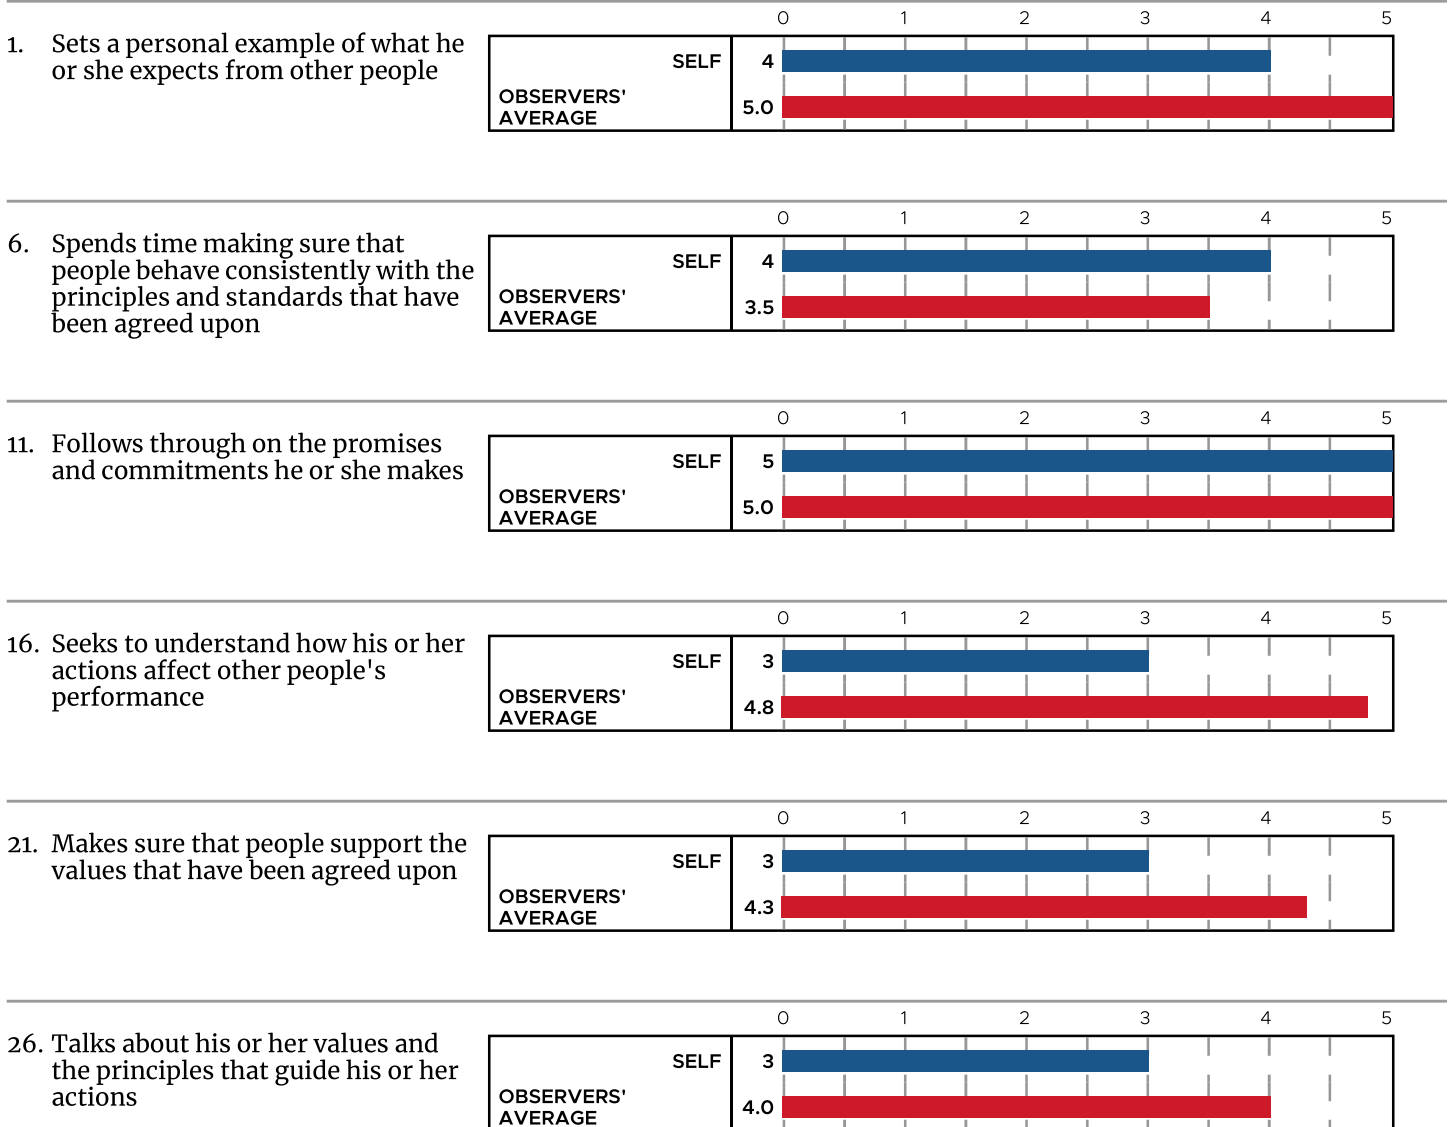 0 1 2 3 4 5
1. Sets a personal example of what he
or she expects from other people
SELF 4
OBSERVERS'
AVERAGE 5.0
0 1 2 3 4 5
6. Spends time making sure that
people behave consistently with the
principles and standards that have
been agreed upon
SELF 4
OBSERVERS'
AVERAGE 3.5
0 1 2 3 4 5
11. Follows through on the promises
and commitments he or she makes
SELF 5
OBSERVERS'
AVERAGE 5.0
0 1 2 3 4 5
16. Seeks to understand how his or her
actions affect other people's
performance
SELF 3
OBSERVERS'
AVERAGE 4.8
0 1 2 3 4 5
21. Makes sure that people support the
values that have been agreed upon
SELF 3
OBSERVERS'
AVERAGE 4.3
0 1 2 3 4 5
26. Talks about his or her values and
the principles that guide his or her
actions
SELF 3
OBSERVERS'
AVERAGE 4.0